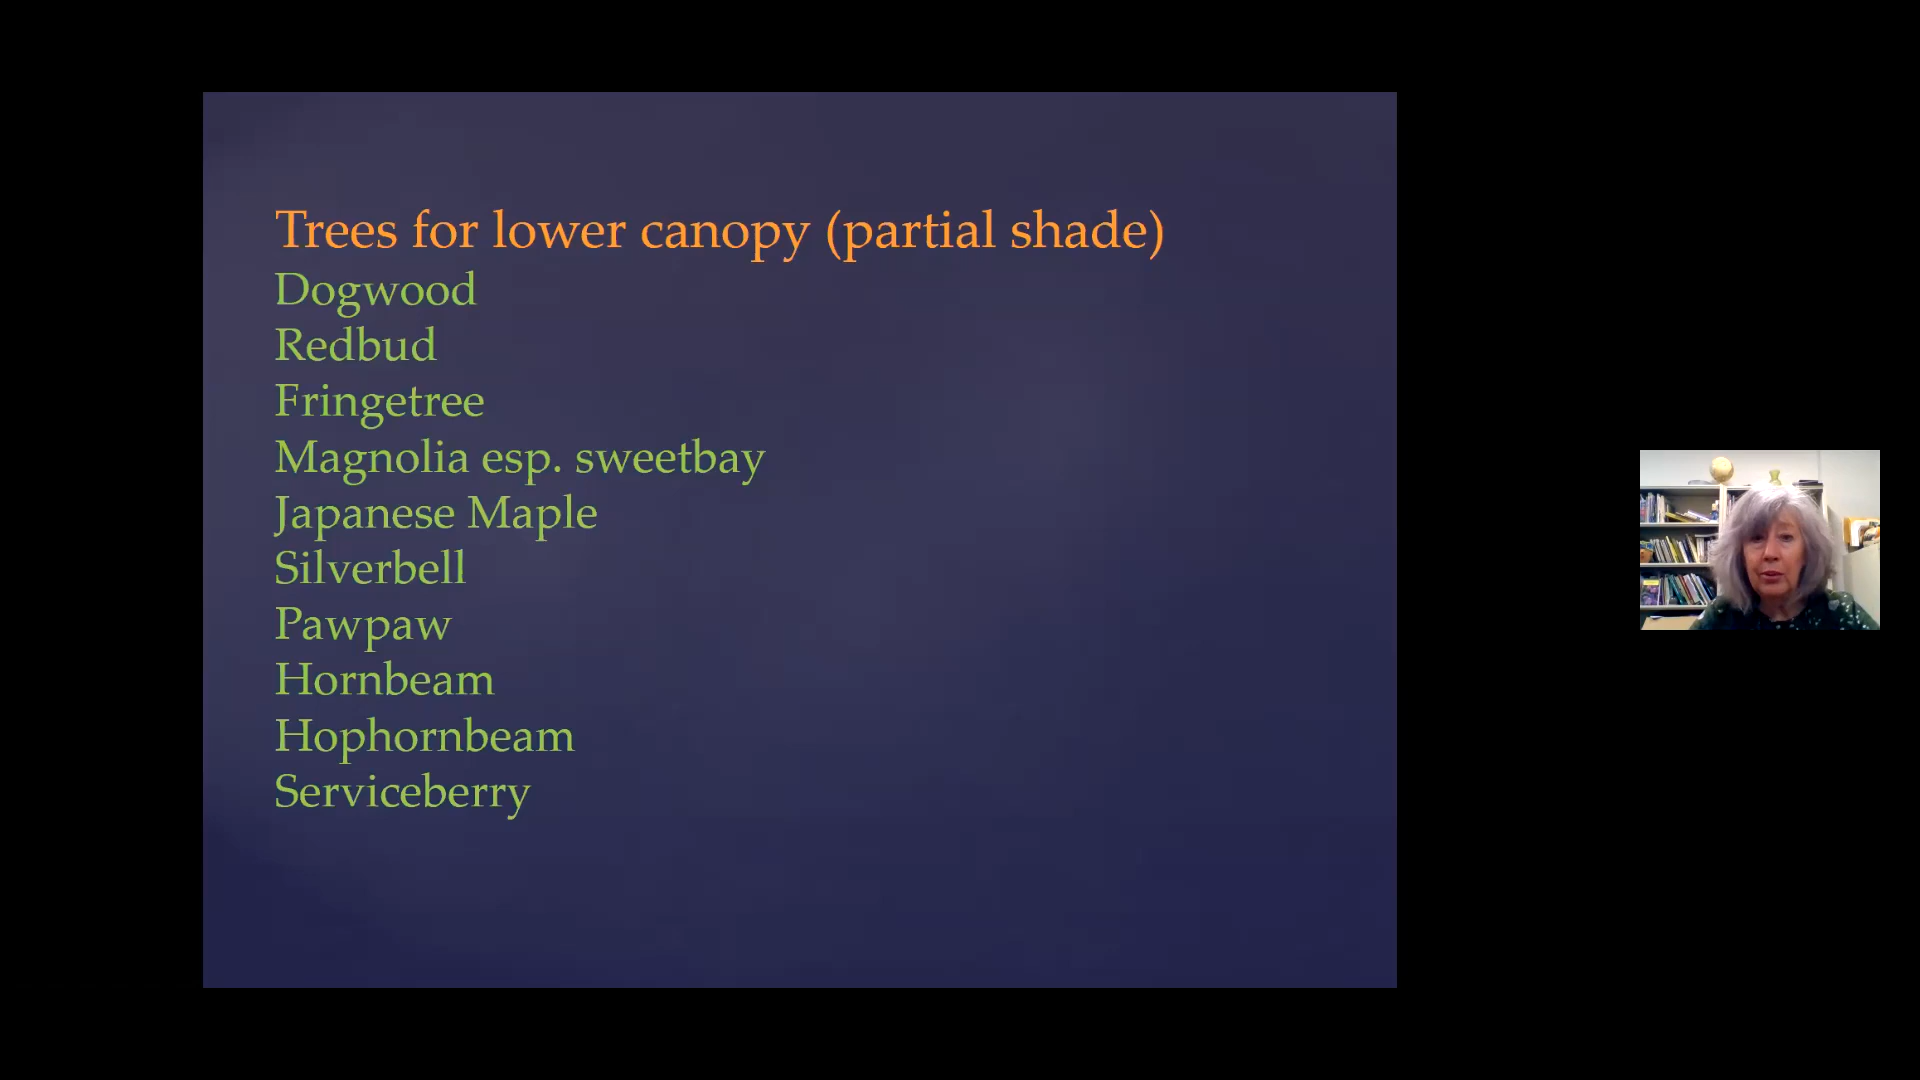 Trees for lower canopy (partial shade)
Dogwood
Redbud
Fringetree
Magnolia esp. sweetbay
Japanese Maple
Silverbell
Pawpaw
Hornbeam
Hophornbeam
Serviceberry